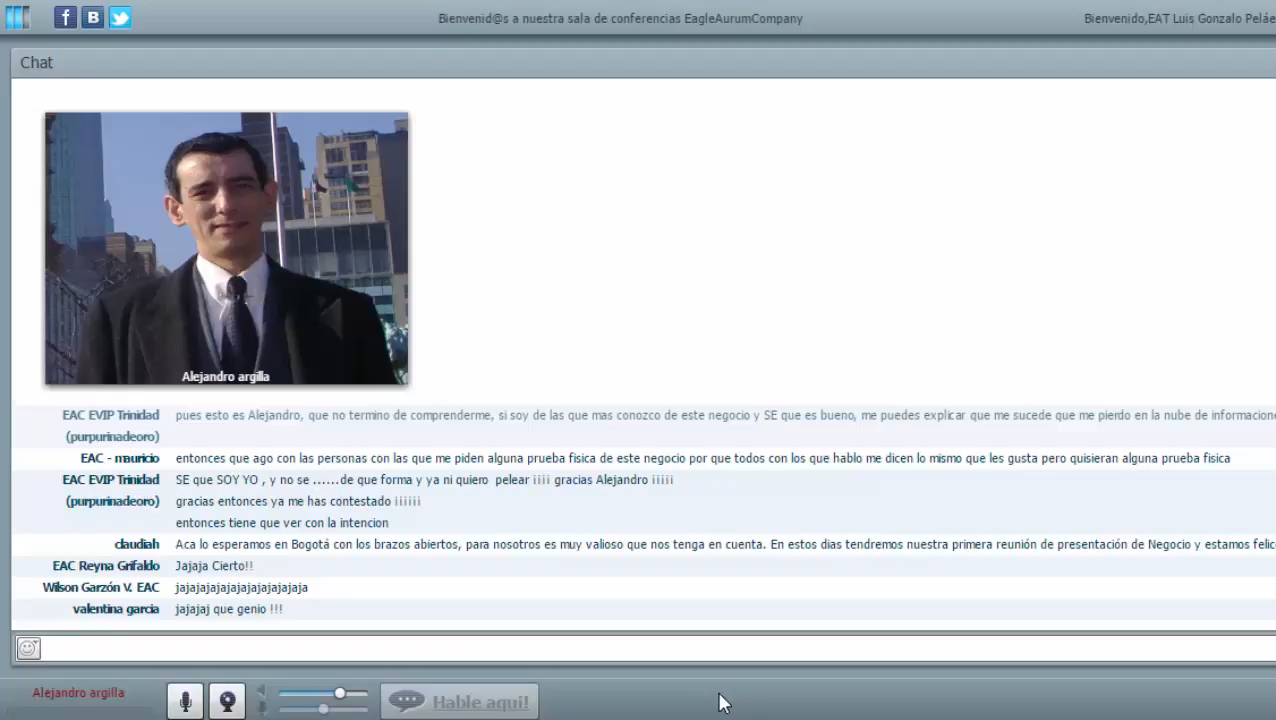 Bienvenid@s a nuestra sala de conferencias EagleAurumCompany
Bienvenido,EAT Luis Gonzalo
Chat
Alejandro argilla
EAC EVIP Trinidad pues esto es Alejandro, que no termino de comprenderme, si soy de las que mas conozco de este negocio y SE que es bueno, me puedes explicar que me sucede que me pierdo en la nube de
(purpurinadeoro)
EAC - mauricio entonces que ago con las personas con las que me piden alguna prueba fisica de este negocio por que todos con los que hablo me dicen lo mismo que les gusta pero quisieran alguna prueba fisica
EAC EVIP Trinidad SE que SOY YO , y no se ......de que forma y ya ni quiero pelear ¡¡¡¡ gracias Alejandro ¡¡¡¡¡
(purpurinadeoro) gracias entonces ya me has contestado ¡¡¡¡¡¡
entonces tiene que ver con la intencion
claudiah Aca lo esperamos en Bogotá con los brazos abiertos, para nosotros es muy valioso que nos tenga en cuenta. En estos dias tendremos nuestra primera reunión de presentación de Negocio y estamos
EAC Reyna Grifaldo Jajaja Cierto!!
Wilson Garzón V. EAC jajajajajajajajajajajaja
valentina garcia jajajaj que genio !!!
Alejandro argilla
Hable aqui!